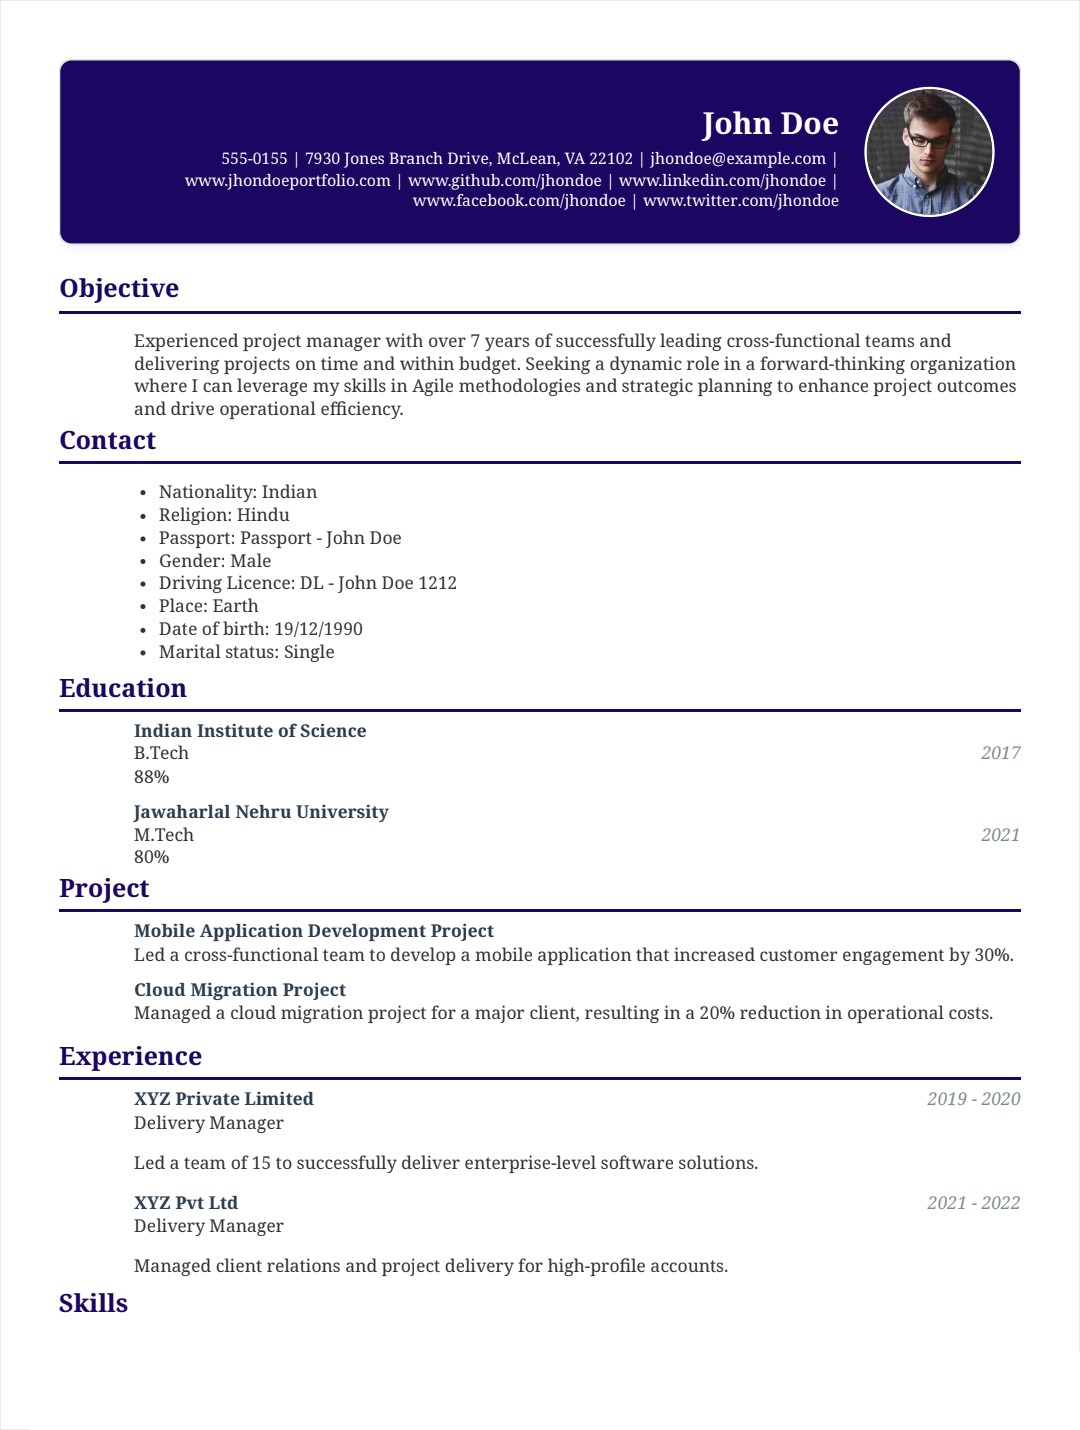 John Doe
555-0155 | 7930 Jones Branch Drive, McLean, VA 22102 | jhondoe@example.com |
www.jhondoeportfolio.com | www.github.com/jhondoe | www.linkedin.com/jhondoe |
www.facebook.com/jhondoe | www.twitter.com/jhondoe
Objective
Experienced project manager with over 7 years of successfully leading cross-functional teams and
delivering projects on time and within budget. Seeking a dynamic role in a forward-thinking organization
where I can leverage my skills in Agile methodologies and strategic planning to enhance project outcomes
and drive operational efficiency.
Contact
• Nationality: Indian
• Religion: Hindu
• Passport: Passport - John Doe
• Gender: Male
• Driving Licence: DL - John Doe 1212
• Place: Earth
• Date of birth: 19/12/1990
• Marital status: Single
Education
Indian Institute of Science
B.Tech 2017
88%
Jawaharlal Nehru University
M.Tech 2021
80%
Project
Mobile Application Development Project
Led a cross-functional team to develop a mobile application that increased customer engagement by 30%.
Cloud Migration Project
Managed a cloud migration project for a major client, resulting in a 20% reduction in operational costs.
Experience
XYZ Private Limited 2019 - 2020
Delivery Manager
Led a team of 15 to successfully deliver enterprise-level software solutions.
XYZ Pvt Ltd 2021 - 2022
Delivery Manager
Managed client relations and project delivery for high-profile accounts.
Skills